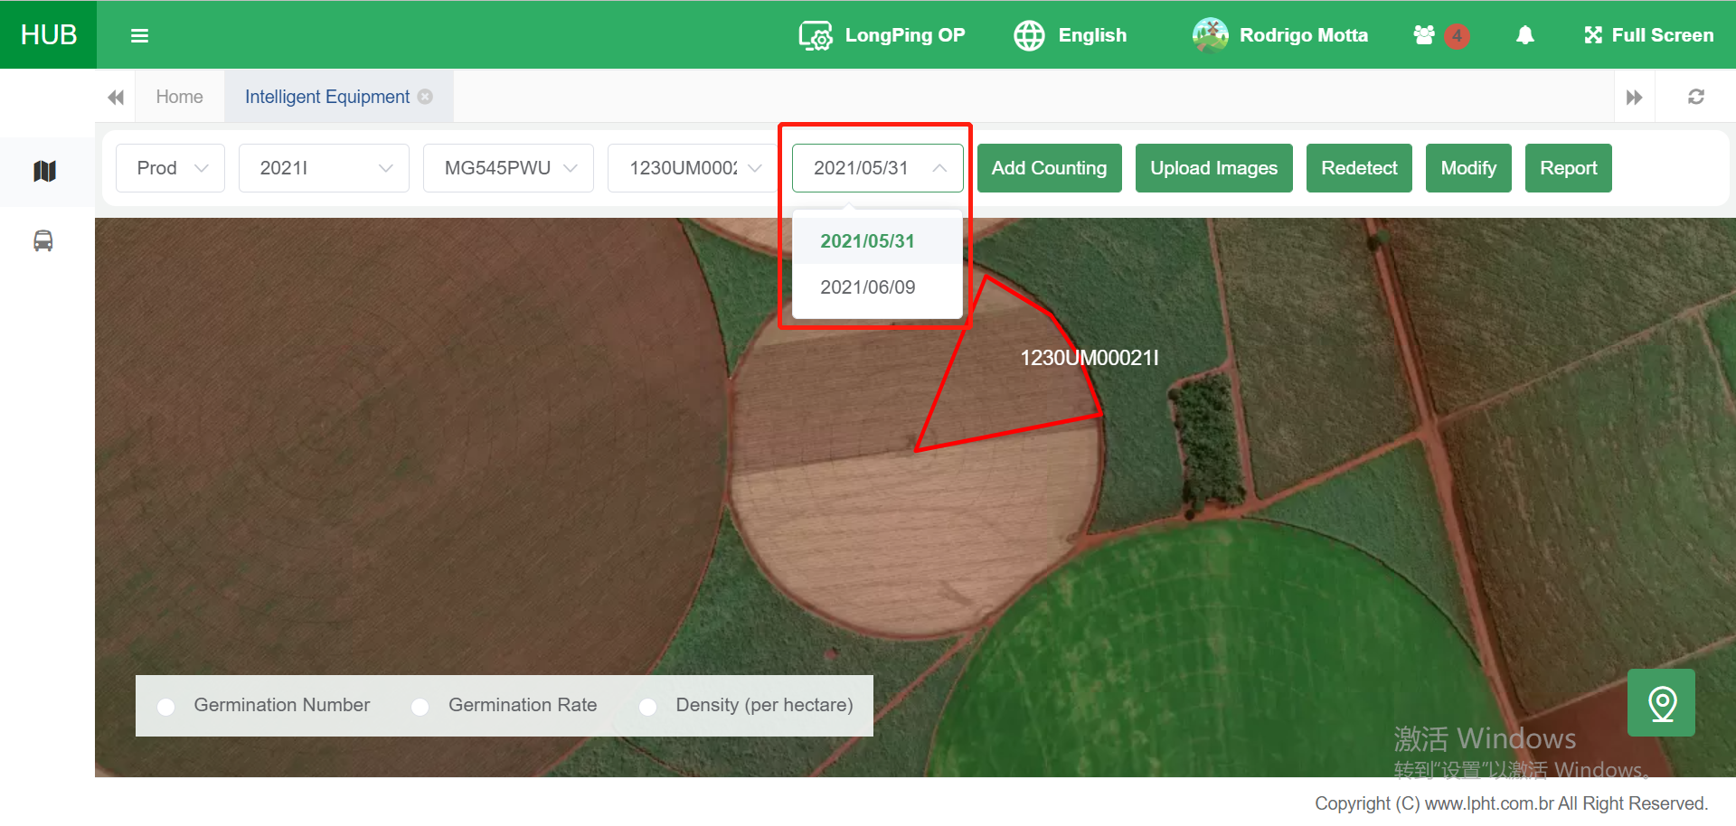 HUB
LongPing OP
English
Rodrigo Motta
4
Full Screen
Home
Intelligent Equipment
Prod
2021I
MG545PWU
1230UM0002
2021/05/31
Add Counting
Upload Images
Redetect
Modify
Report
2021/05/31
2021/06/09
1230UM00021I
Germination Number
Germination Rate
Density (per hectare)
激活 Windows
转到“设置”以激活 Windows。
Copyright (C) www.lpht.com.br All Right Reserved.